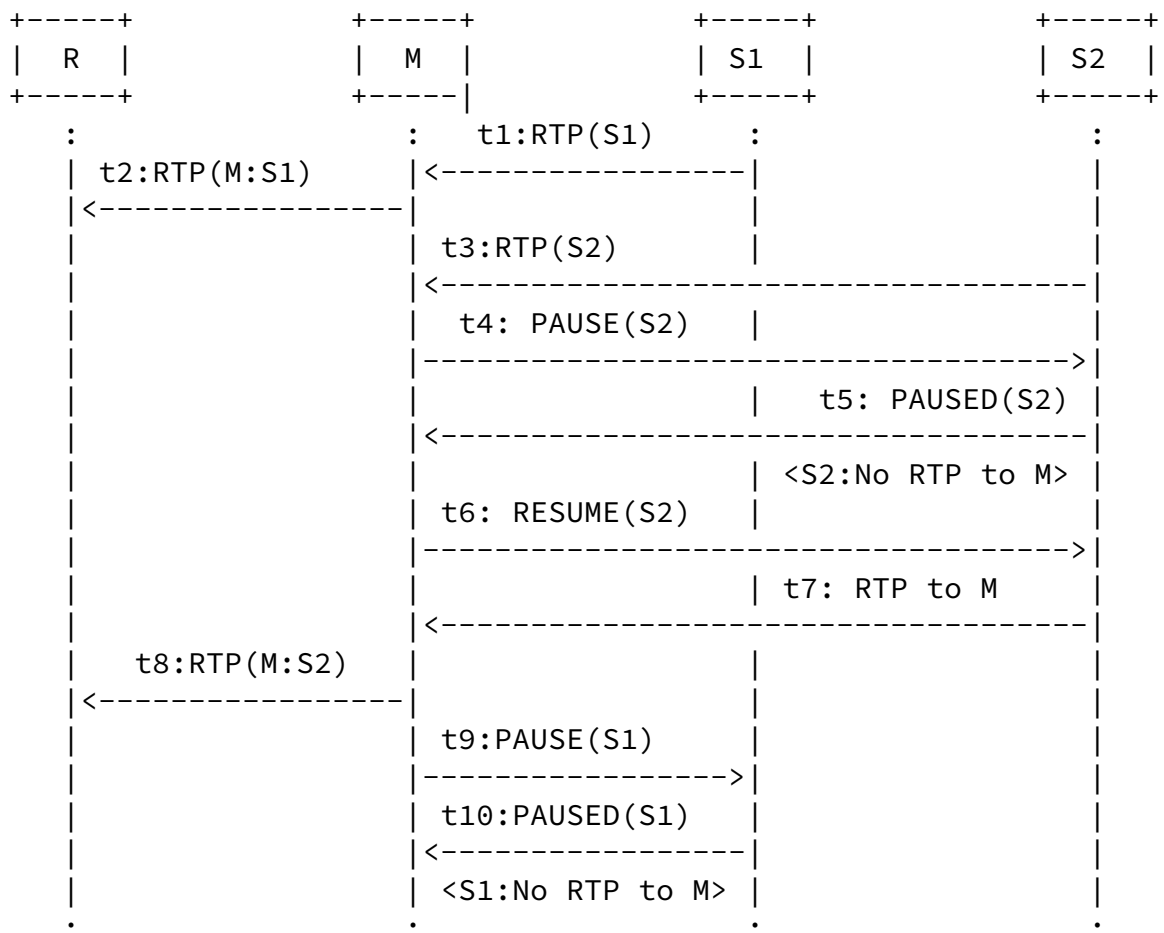 R M S1 S2
t1:RTP(S1)
t2:RTP(M:S1)
t3:RTP(S2)
t4: PAUSE(S2)
t5: PAUSED(S2)
<S2:No RTP to M>
t6: RESUME(S2)
t7: RTP to M
t8:RTP(M:S2)
t9:PAUSE(S1)
t10:PAUSED(S1)
<S1:No RTP to M>